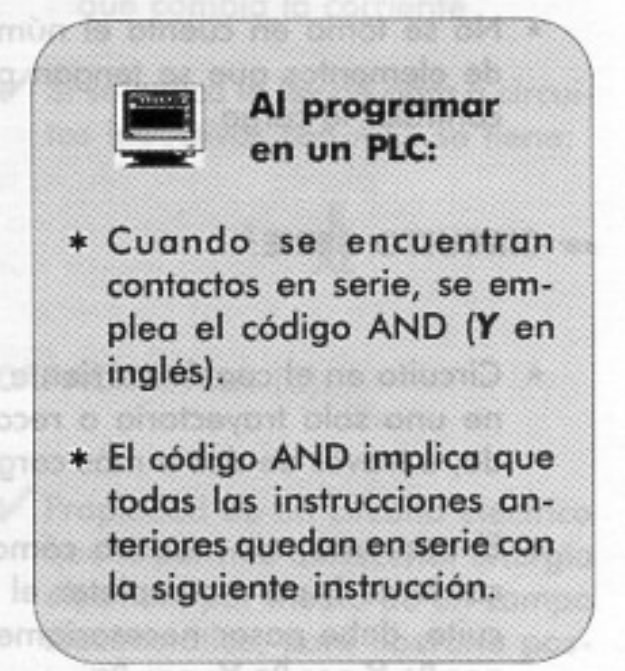 Al programar
en un PLC:
* Cuando se encuentran
contactos en serie, se em-
plea el código AND (Y en
inglés).
* El código AND implica que
todas las instrucciones an-
teriores quedan en serie con
la siguiente instrucción.